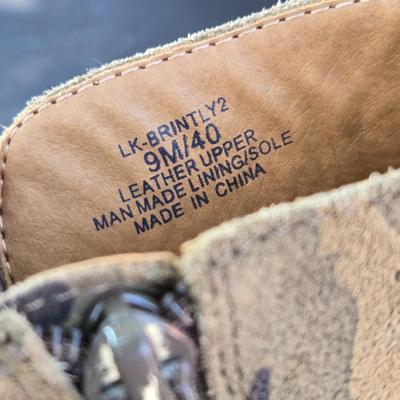 LK-BRINTLY2
9M/40
LEATHER UPPER
MAN MADE LINING/SOLE
MADE IN CHINA